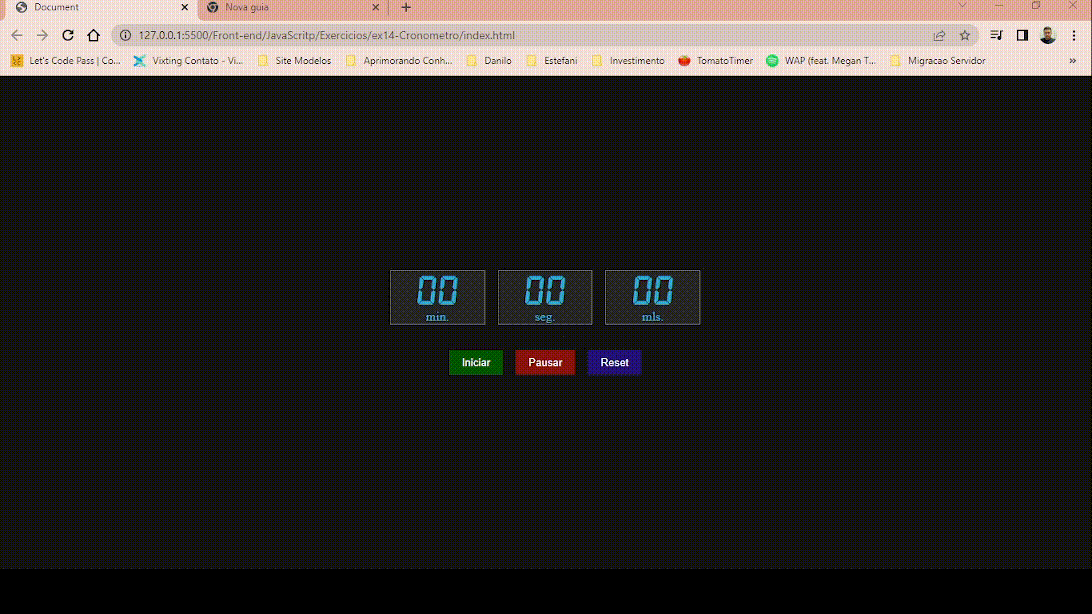 Document Nova guia
127.0.0.1:5500/Front-end/JavaScritp/Exercicios/ex14-Cronometro/index.html
Let's Code Pass | Co... Vixting Contato - Vi... Site Modelos Aprimorando Conh... Danilo Estefani Investimento TomatoTimer WAP (feat. Megan T... Migracao Servidor
00 00 00
min. seg. mls.
Iniciar Pausar Reset